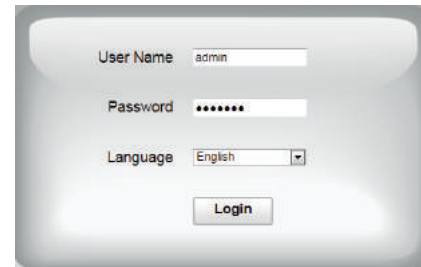 User Name admin
Password •••••••
Language English
Login